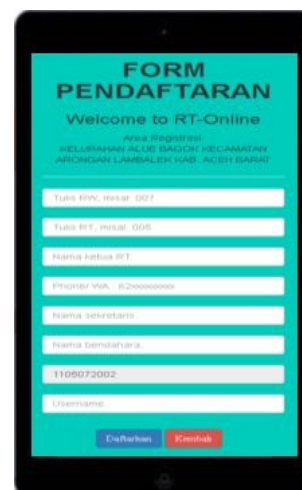 FORM
PENDAFTARAN
Welcome to RT-Online
Area Registrasi
KELURAHAN ALUE BAGOK KECAMATAN
ARONGAN LAMBALEK KAB. ACEH BARAT
Tulis RW, misal: 007
Tulis RT, misal: 008
Nama ketua RT
Phone/ WA : 62xxxxxxxxx
Nama sekretaris
Nama bendahara
1105072002
Username
Daftarkan Kembali